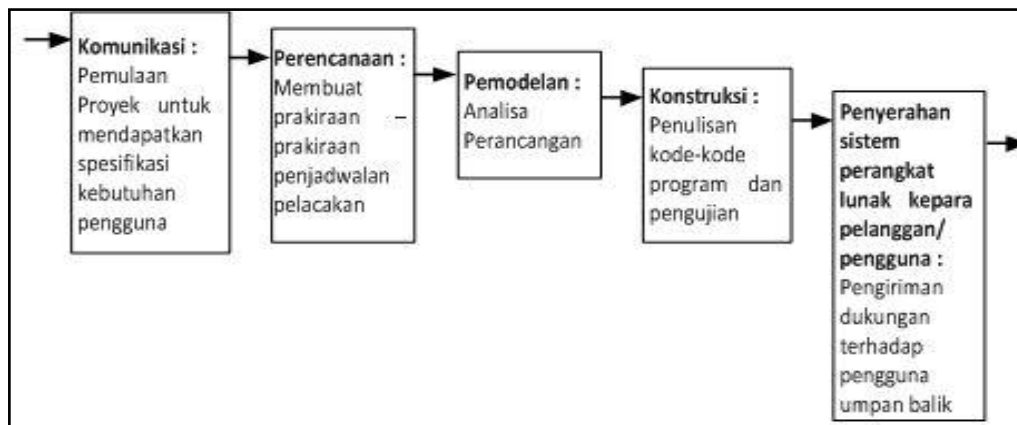 Komunikasi :
Pemulaan
Proyek untuk
mendapatkan
spesifikasi
kebutuhan
pengguna
Perencanaan :
Membuat
prakiraan –
prakiraan
penjadwalan
pelacakan
Pemodelan :
Analisa
Perancangan
Konstruksi :
Penulisan
kode-kode
program dan
pengujian
Penyerahan
sistem
perangkat
lunak kepara
pelanggan/
pengguna :
Pengiriman
dukungan
terhadap
pengguna
umpan balik